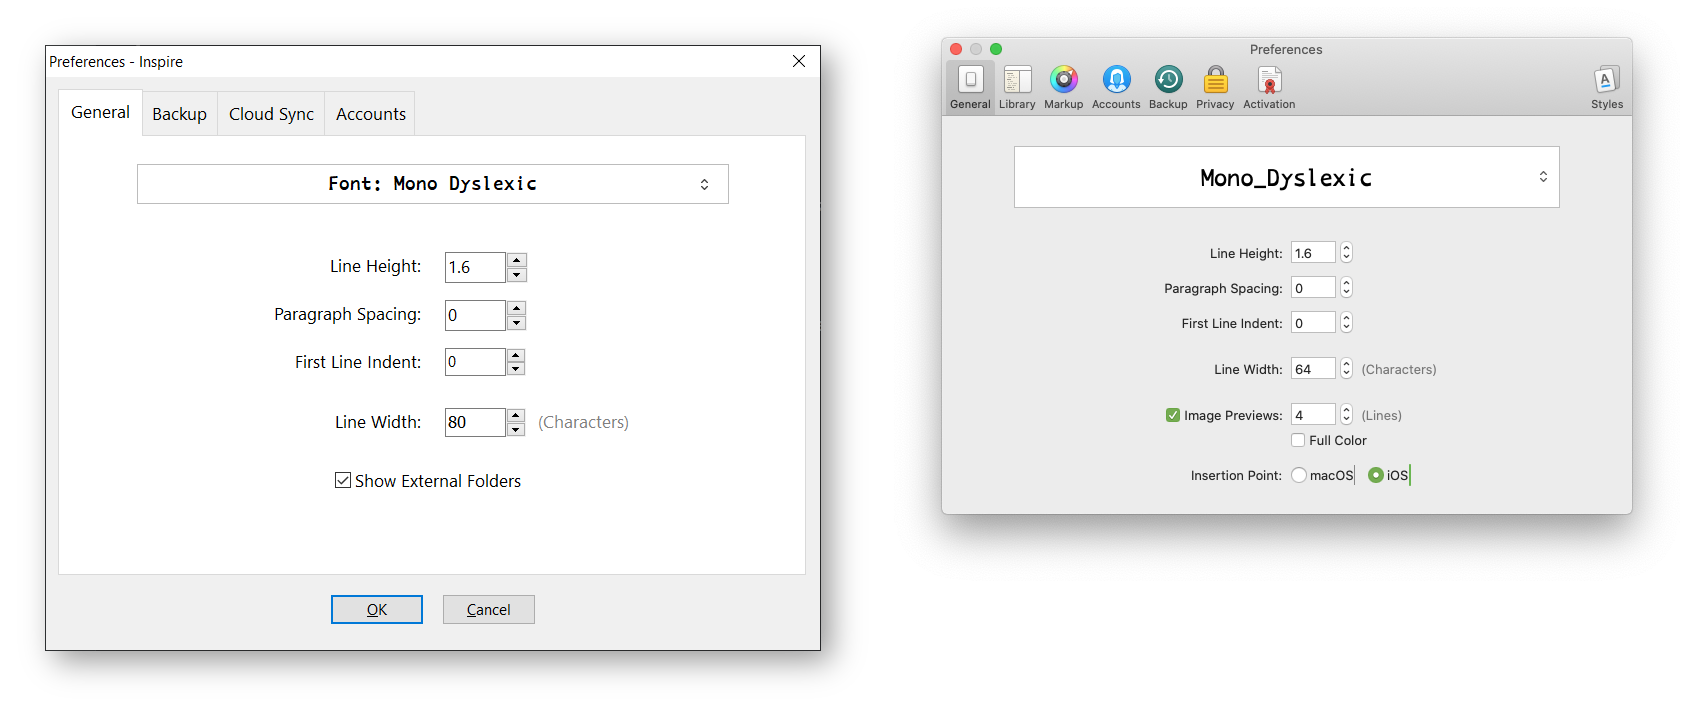 Preferences - Inspire
General Backup Cloud Sync Accounts
Font: Mono Dyslexic
Line Height: 1.6
Paragraph Spacing: 0
First Line Indent: 0
Line Width: 80 (Characters)
Show External Folders
OK Cancel
Preferences
General Library Markup Accounts Backup Privacy Activation Styles
Mono_Dyslexic
Line Height: 1.6
Paragraph Spacing: 0
First Line Indent: 0
Line Width: 64 (Characters)
Image Previews: 4 (Lines)
Full Color
Insertion Point: macOS iOS